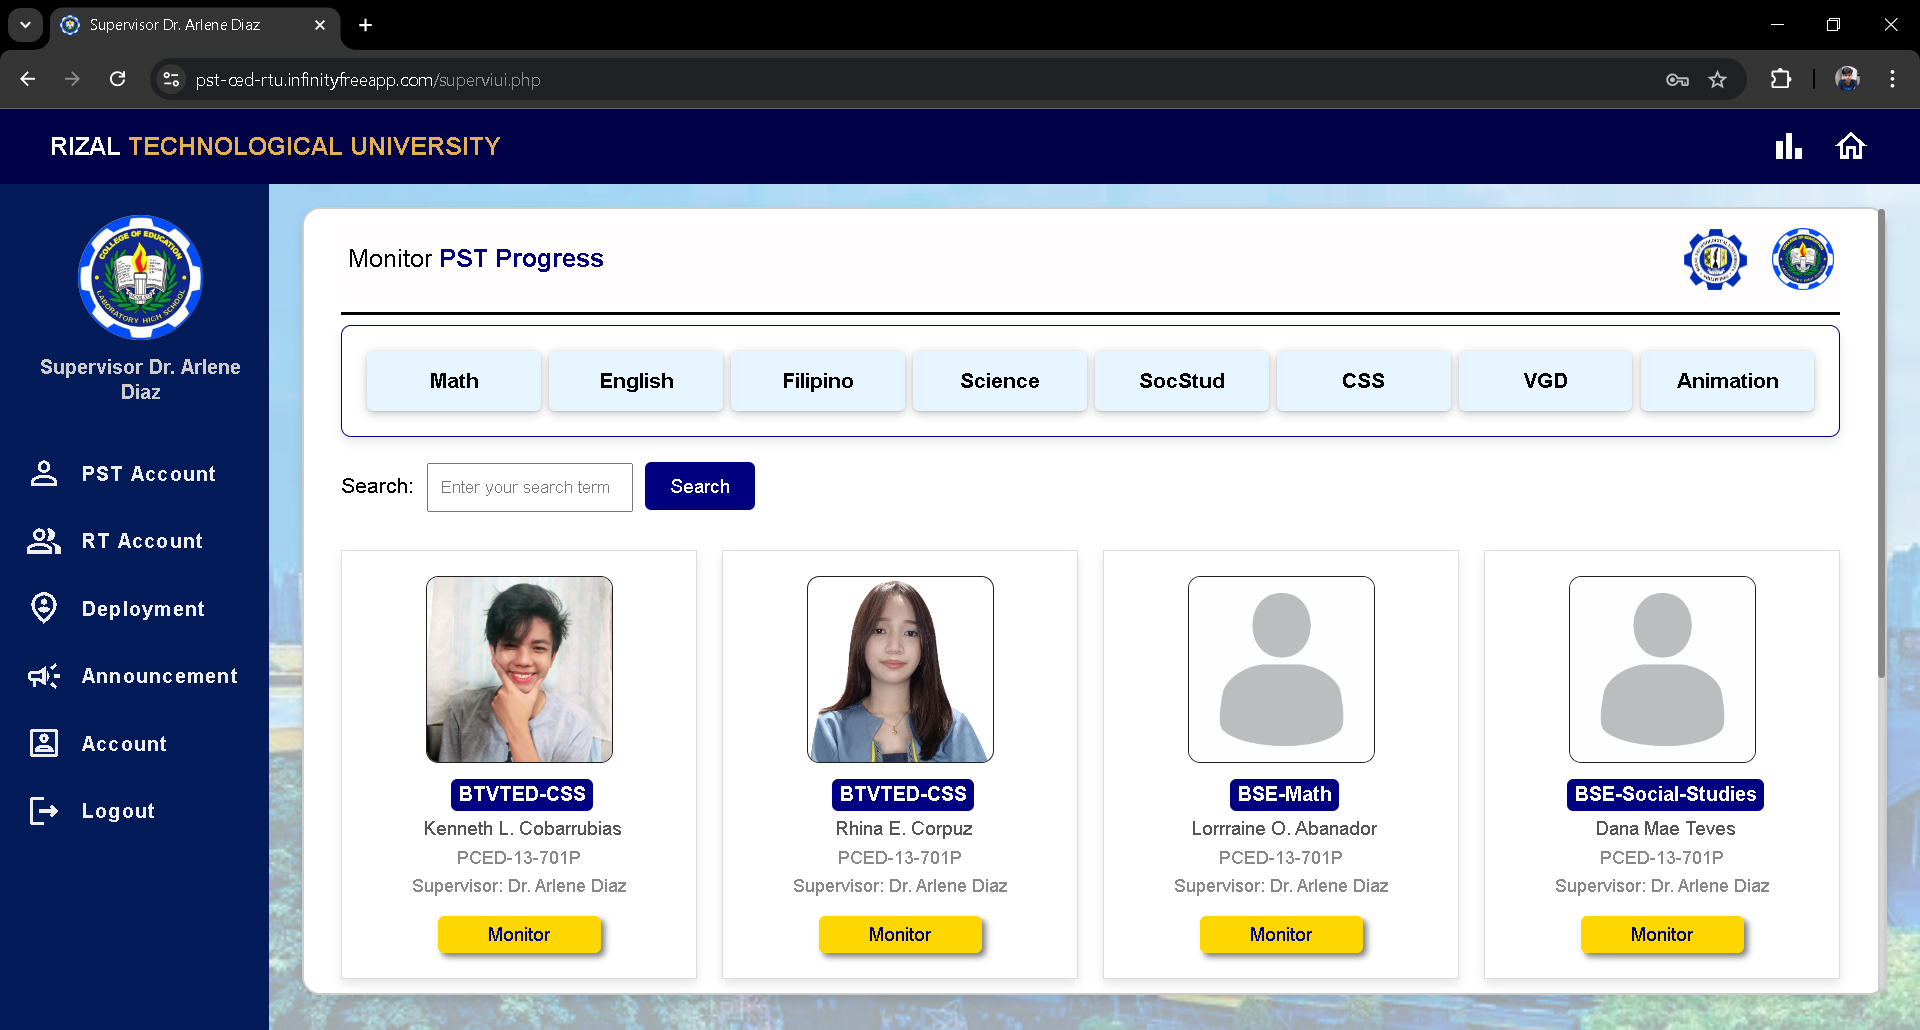 Supervisor Dr. Arlene Diaz
pst-ced-rtu.infinityfreeapp.com/superviui.php
RIZAL TECHNOLOGICAL UNIVERSITY
COLLEGE OF EDUCATION
LABORATORY HIGH SCHOOL
Supervisor Dr. Arlene
Diaz
PST Account
RT Account
Deployment
Announcement
Account
Logout
Monitor PST Progress
Math English Filipino Science SocStud CSS VGD Animation
Search: Enter your search term Search
BTVTED-CSS
Kenneth L. Cobarrubias
PCED-13-701P
Supervisor: Dr. Arlene Diaz
Monitor
BTVTED-CSS
Rhina E. Corpuz
PCED-13-701P
Supervisor: Dr. Arlene Diaz
Monitor
BSE-Math
Lorrraine O. Abanador
PCED-13-701P
Supervisor: Dr. Arlene Diaz
Monitor
BSE-Social-Studies
Dana Mae Teves
PCED-13-701P
Supervisor: Dr. Arlene Diaz
Monitor